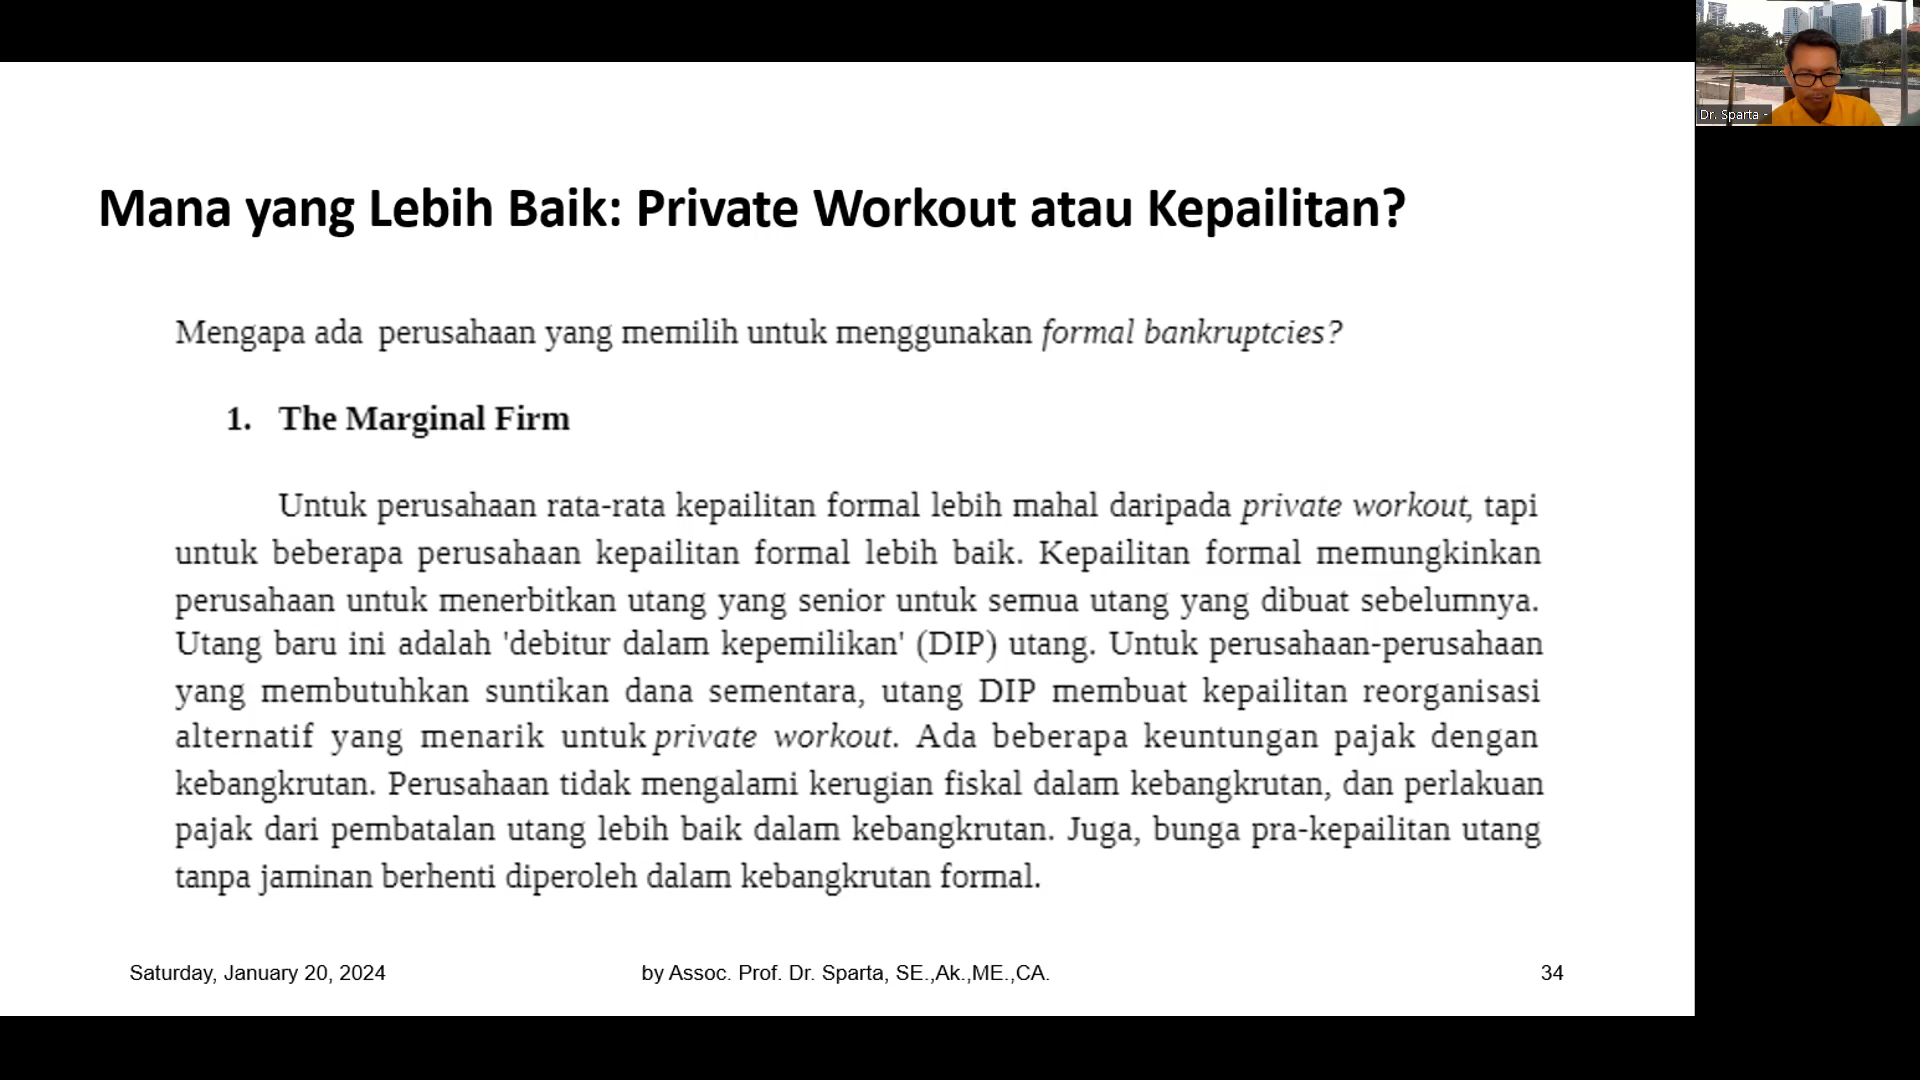 Dr. Sparta -
Mana yang Lebih Baik: Private Workout atau Kepailitan?
Mengapa ada perusahaan yang memilih untuk menggunakan formal bankruptcies?
1. The Marginal Firm
Untuk perusahaan rata-rata kepailitan formal lebih mahal daripada private workout, tapi
untuk beberapa perusahaan kepailitan formal lebih baik. Kepailitan formal memungkinkan
perusahaan untuk menerbitkan utang yang senior untuk semua utang yang dibuat sebelumnya.
Utang baru ini adalah 'debitur dalam kepemilikan' (DIP) utang. Untuk perusahaan-perusahaan
yang membutuhkan suntikan dana sementara, utang DIP membuat kepailitan reorganisasi
alternatif yang menarik untuk private workout. Ada beberapa keuntungan pajak dengan
kebangkrutan. Perusahaan tidak mengalami kerugian fiskal dalam kebangkrutan, dan perlakuan
pajak dari pembatalan utang lebih baik dalam kebangkrutan. Juga, bunga pra-kepailitan utang
tanpa jaminan berhenti diperoleh dalam kebangkrutan formal.
Saturday, January 20, 2024
by Assoc. Prof. Dr. Sparta, SE.,Ak.,ME.,CA.
34